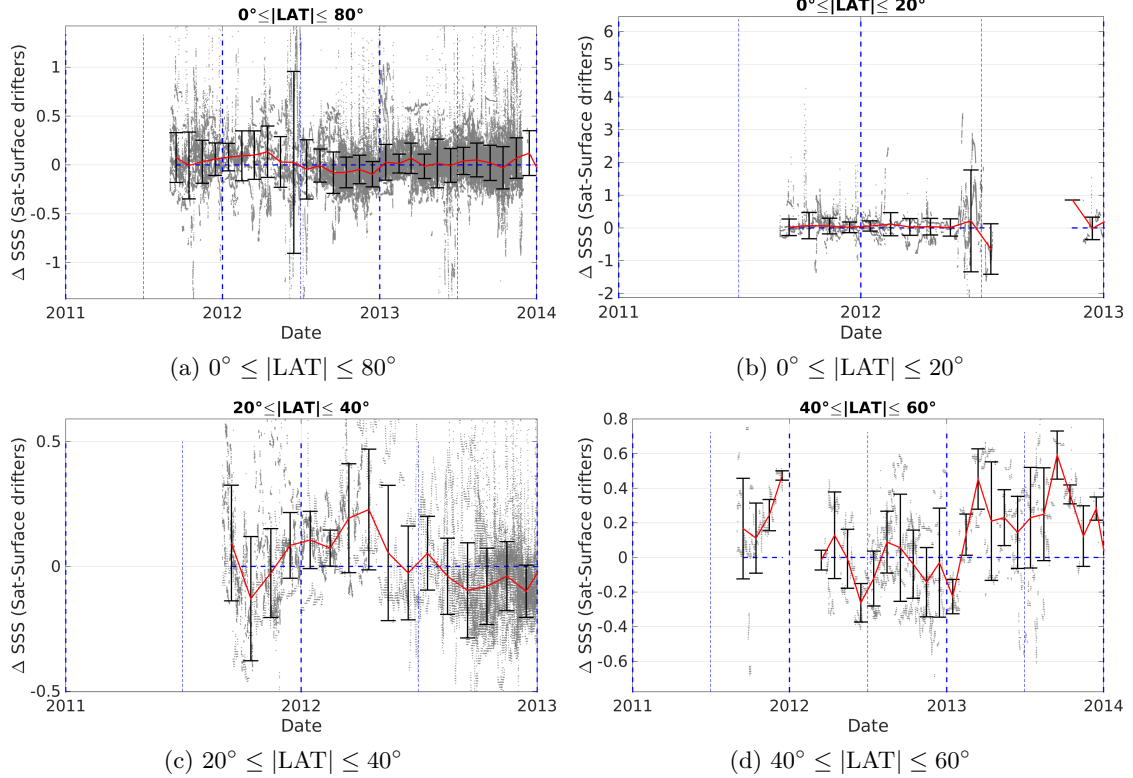 0°≤|LAT|≤ 80°
Δ SSS (Sat-Surface drifters)
1
0.5
0
-0.5
-1
2011
2012
2013
2014
Date
(a) 0° ≤ |LAT| ≤ 80°
0°≤|LAT|≤ 20°
Δ SSS (Sat-Surface drifters)
6
5
4
3
2
1
0
-1
-2
2011
2012
2013
Date
(b) 0° ≤ |LAT| ≤ 20°
20°≤|LAT|≤ 40°
Δ SSS (Sat-Surface drifters)
0.5
0
-0.5
2011
2012
2013
Date
(c) 20° ≤ |LAT| ≤ 40°
40°≤|LAT|≤ 60°
Δ SSS (Sat-Surface drifters)
0.8
0.6
0.4
0.2
0
-0.2
-0.4
-0.6
2011
2012
2013
2014
Date
(d) 40° ≤ |LAT| ≤ 60°